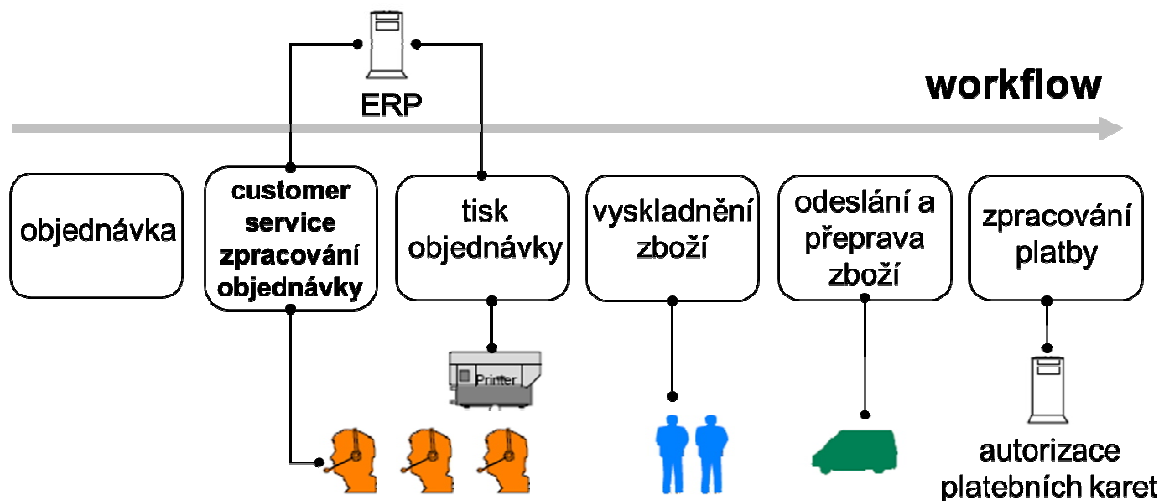 ERP
workflow
objednávka
customer
service
zpracování
objednávky
tisk
objednávky
vyskladnění
zboží
odeslání a
přeprava
zboží
zpracování
platby
Printer
autorizace
platebních karet